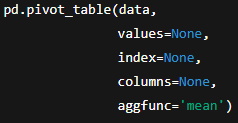 pd.pivot_table(data,
values=None,
index=None,
columns=None,
aggfunc='mean')